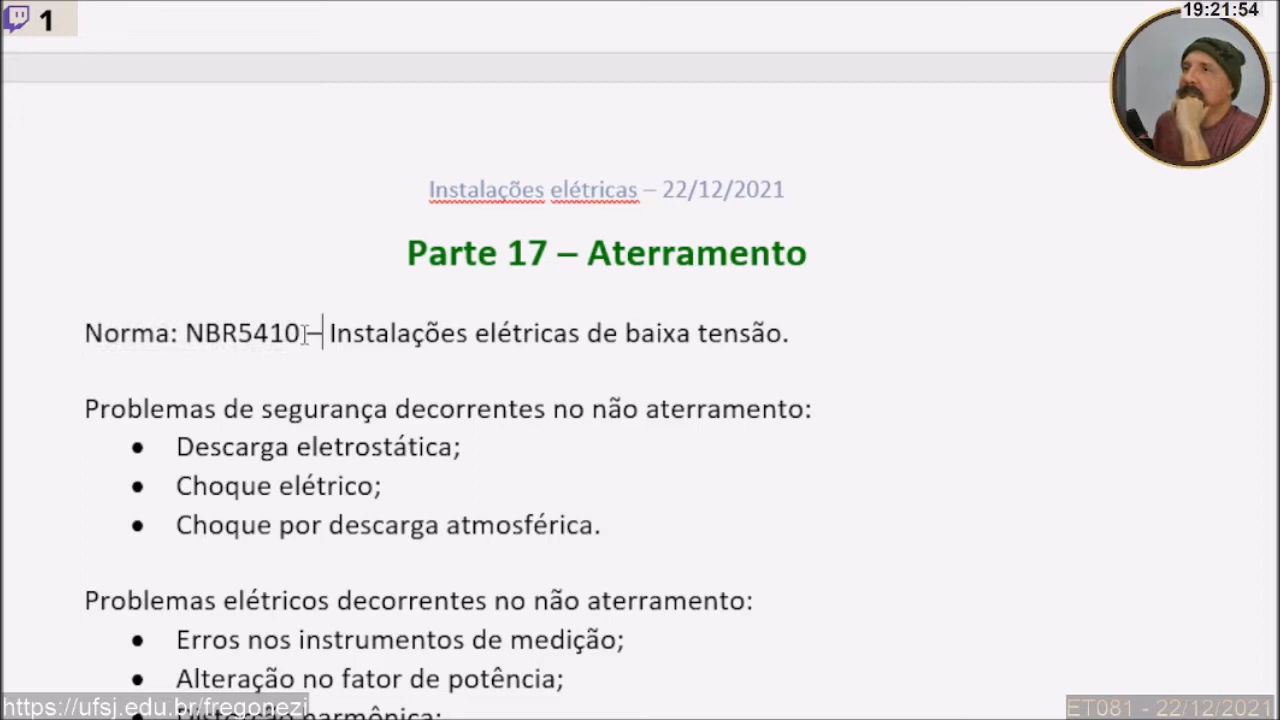 1
19:21:54
Instalações elétricas – 22/12/2021
Parte 17 – Aterramento
Norma: NBR5410 – Instalações elétricas de baixa tensão.
Problemas de segurança decorrentes no não aterramento:
• Descarga eletrostática;
• Choque elétrico;
• Choque por descarga atmosférica.
Problemas elétricos decorrentes no não aterramento:
• Erros nos instrumentos de medição;
• Alteração no fator de potência;
• Distorção harmônica;
https://ufsj.edu.br/fregonezi
ET081 - 22/12/2021